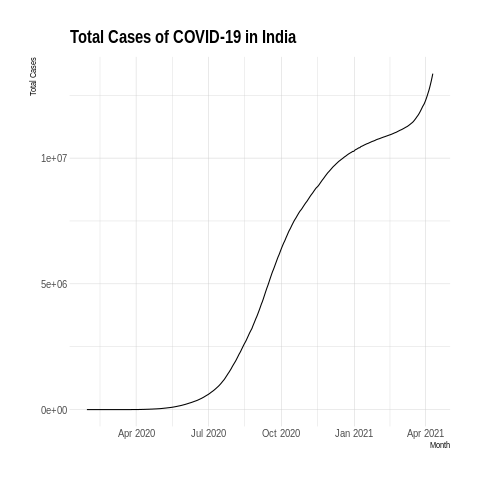 Total Cases of COVID-19 in India
Total Cases
1e+07
5e+06
0e+00
Apr 2020 Jul 2020 Oct 2020 Jan 2021 Apr 2021
Month